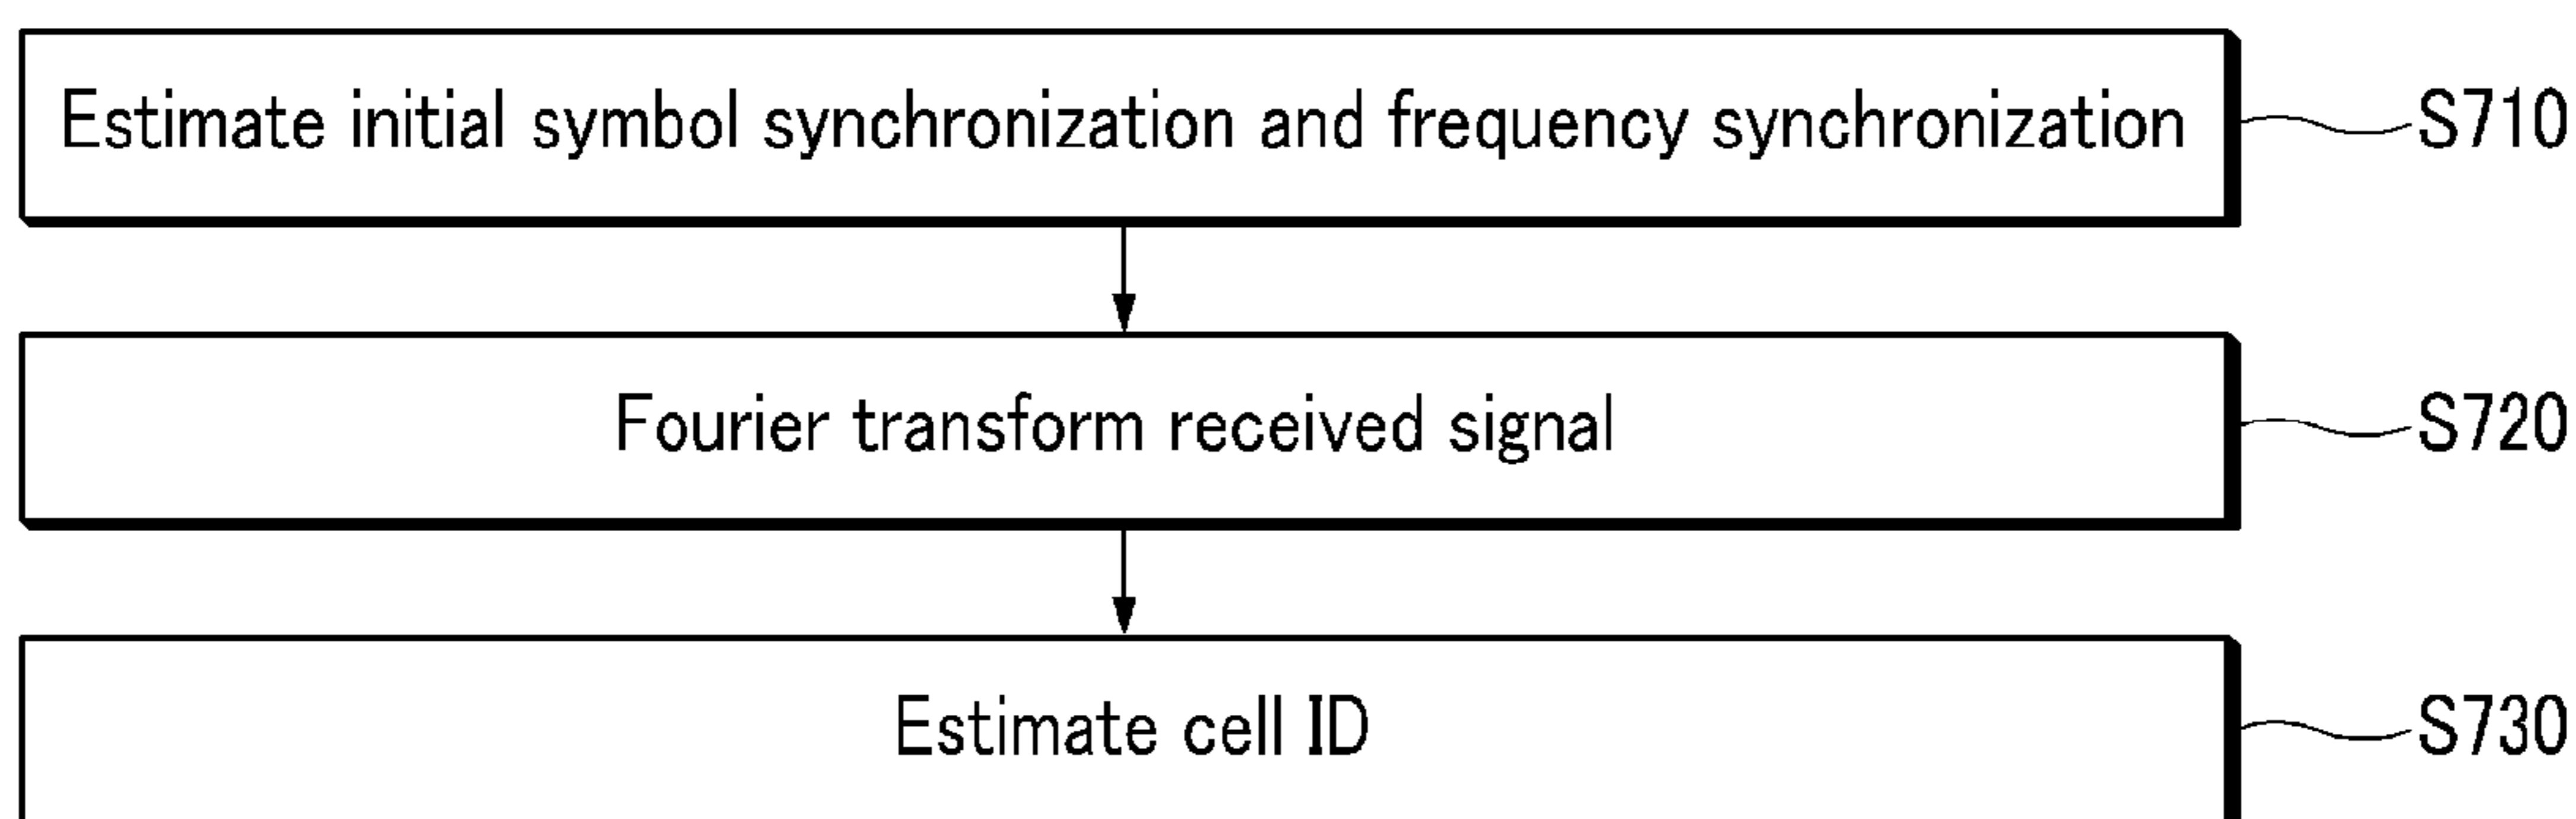 Estimate initial symbol synchronization and frequency synchronization S710
Fourier transform received signal S720
Estimate cell ID S730